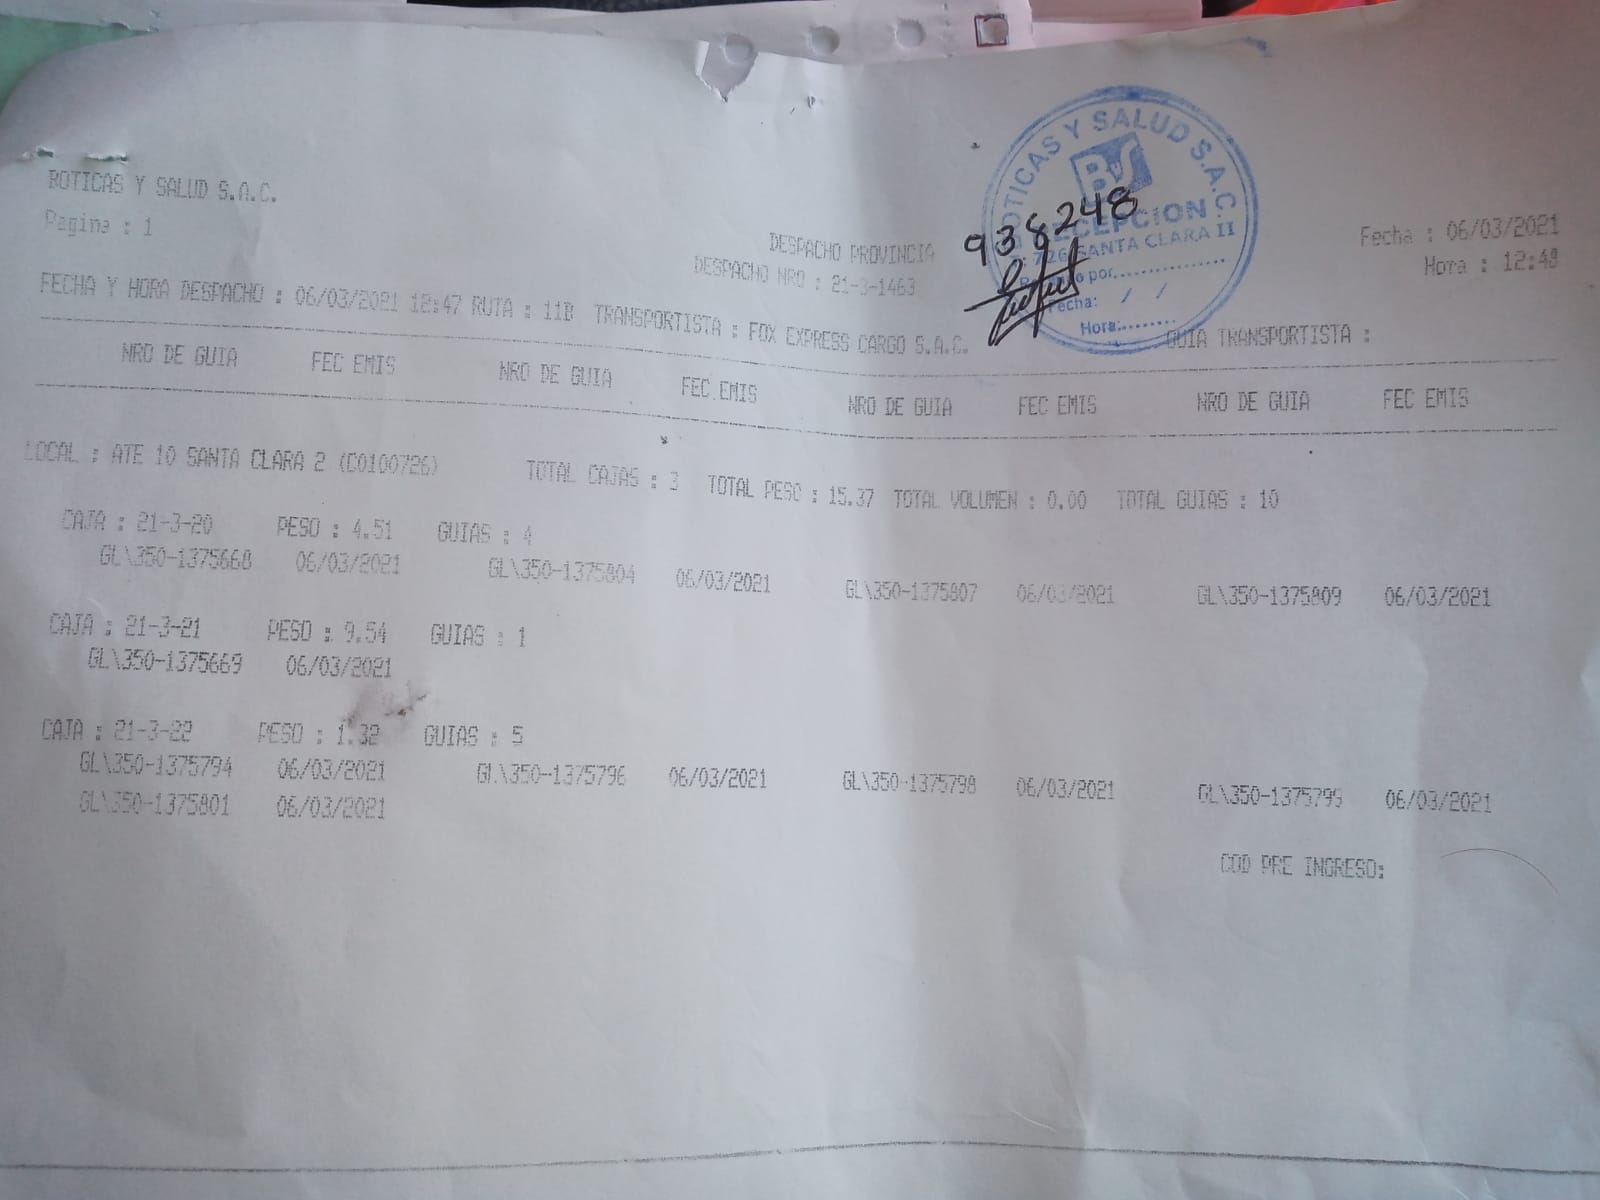 BOTICAS Y SALUD S.A.C.
Pagina : 1
DESPACHO PROVINCIA
DESPACHO NRO : 21-3-1463
Fecha : 06/03/2021
Hora : 12:48
BOTICAS Y SALUD S.A.C.
BS
RECEPCION
726 SANTA CLARA II
por..............
Fecha: / /
Hora:........
938248
FECHA Y HORA DESPACHO : 06/03/2021 12:47 RUTA : 11B TRANSPORTISTA : FOX EXPRESS CARGO S.A.C. GUIA TRANSPORTISTA :
NRO DE GUIA FEC EMIS NRO DE GUIA FEC.EMIS NRO DE GUIA FEC EMIS NRO DE GUIA FEC EMIS
LOCAL : ATE 10 SANTA CLARA 2 (C0100726) TOTAL CAJAS : 3 TOTAL PESO : 15.37 TOTAL VOLUMEN : 0.00 TOTAL GUIAS : 10
CAJA : 21-3-20 PESO : 4.51 GUIAS : 4
GL\350-1375668 06/03/2021 GL\350-1375804 06/03/2021 GL\350-1375807 06/03/2021 GL\350-1375809 06/03/2021
CAJA : 21-3-21 PESO : 9.54 GUIAS : 1
GL\350-1375669 06/03/2021
CAJA : 21-3-22 PESO : 1.32 GUIAS : 5
GL\350-1375794 06/03/2021 GL\350-1375796 06/03/2021 GL\350-1375798 06/03/2021 GL\350-1375799 06/03/2021
GL\350-1375801 06/03/2021
COD PRE INGRESO: